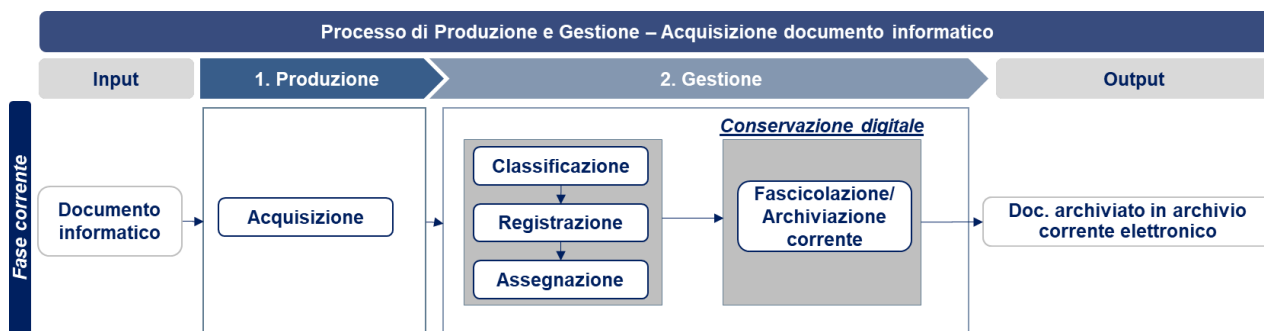 Processo di Produzione e Gestione – Acquisizione documento informatico
Input
1. Produzione
2. Gestione
Output
Fase corrente
Documento
informatico
Acquisizione
Classificazione
Registrazione
Assegnazione
Conservazione digitale
Fascicolazione/
Archiviazione
corrente
Doc. archiviato in archivio
corrente elettronico